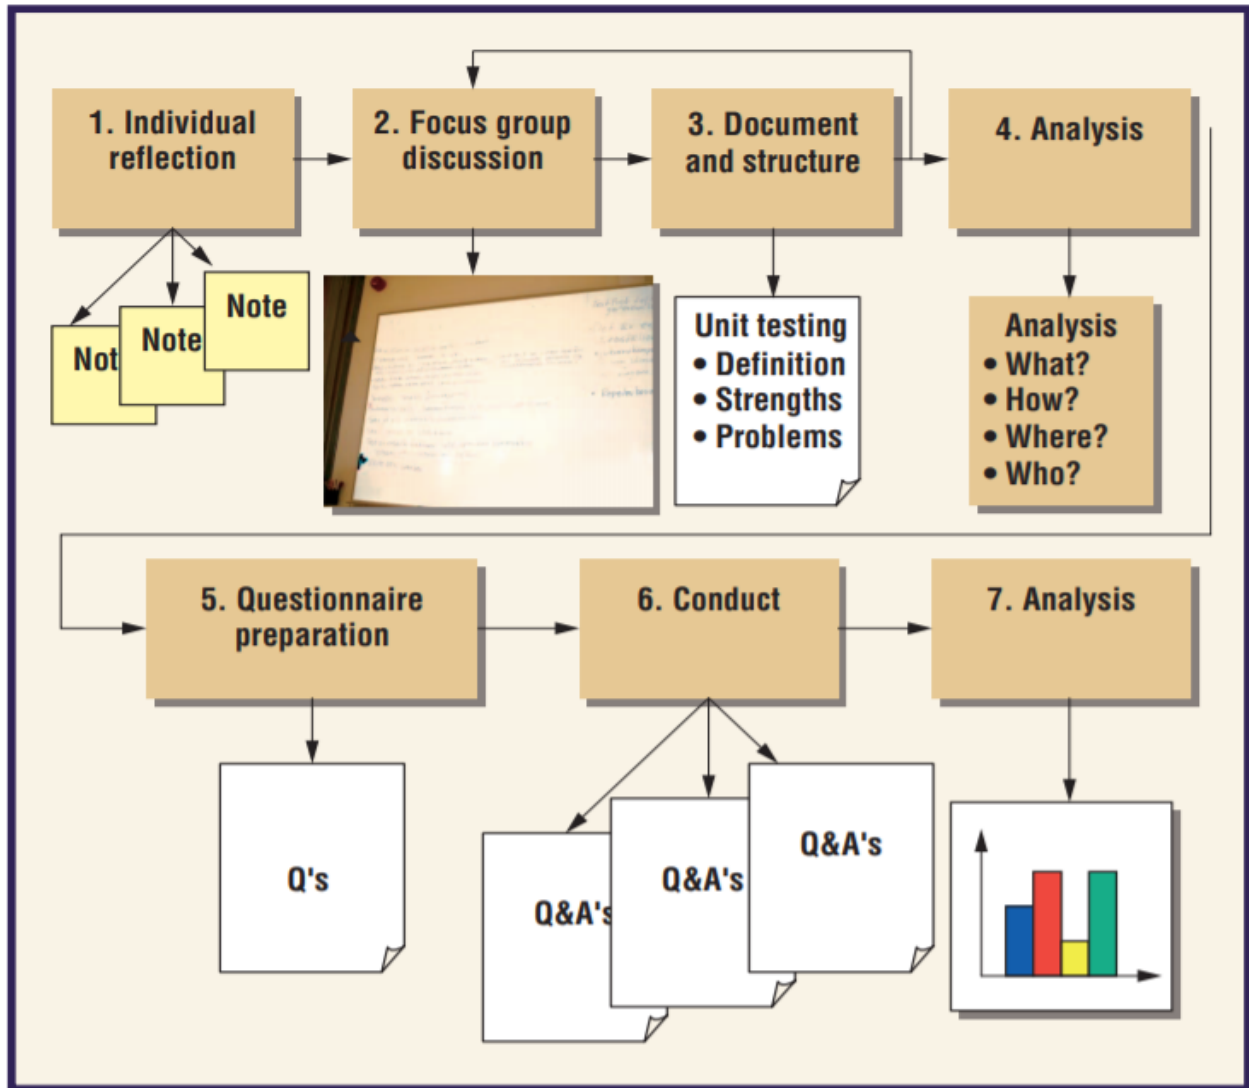 1. Individual
reflection
2. Focus group
discussion
3. Document
and structure
4. Analysis
Not
Note
Note
Unit testing
• Definition
• Strengths
• Problems
Analysis
• What?
• How?
• Where?
• Who?
5. Questionnaire
preparation
6. Conduct
7. Analysis
Q's
Q&A's
Q&A's
Q&A's